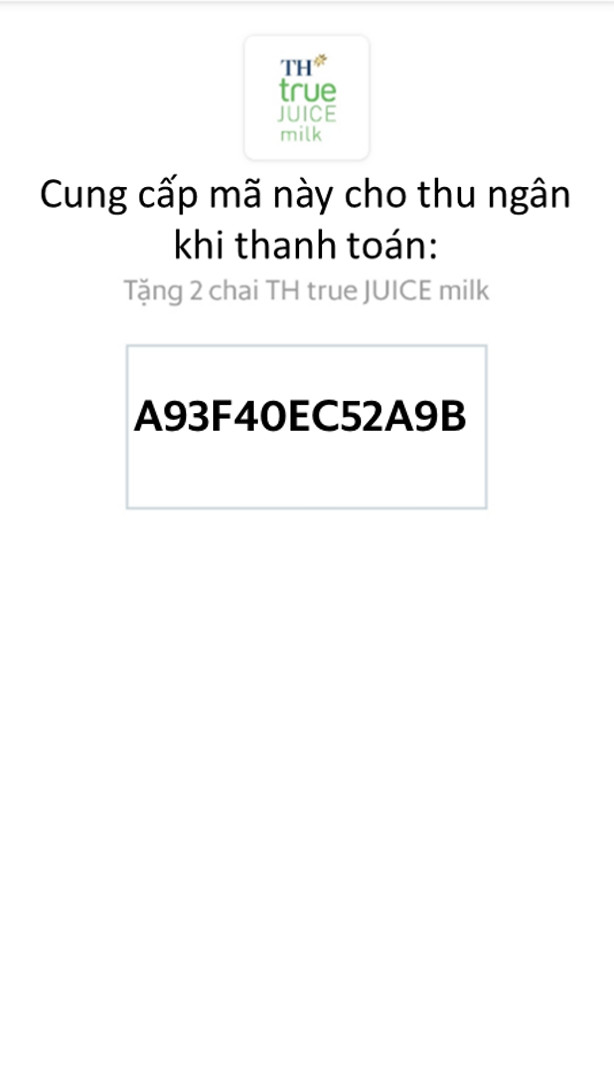 TH
true
JUICE
milk
Cung cấp mã này cho thu ngân
khi thanh toán:
Tặng 2 chai TH true JUICE milk
A93F40EC52A9B